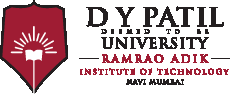 D Y PATIL
DEEMED TO BE
UNIVERSITY
RAMRAO ADIK
INSTITUTE OF TECHNOLOGY
NAVI MUMBAI